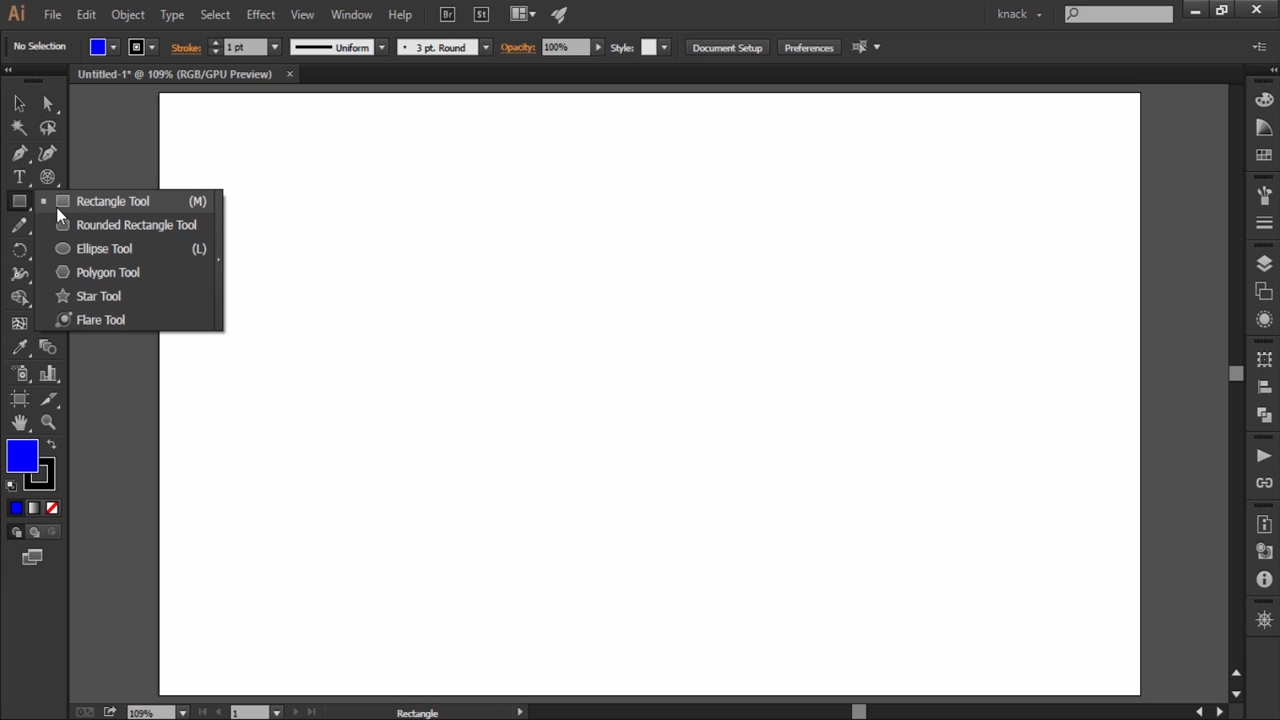 Ai File Edit Object Type Select Effect View Window Help Br St knack
No Selection Stroke: 1 pt Uniform 3 pt. Round Opacity: 100% Style: Document Setup Preferences
Untitled-1* @ 109% (RGB/GPU Preview) ×
Rectangle Tool (M)
Rounded Rectangle Tool
Ellipse Tool (L)
Polygon Tool
Star Tool
Flare Tool
109% 1 Rectangle